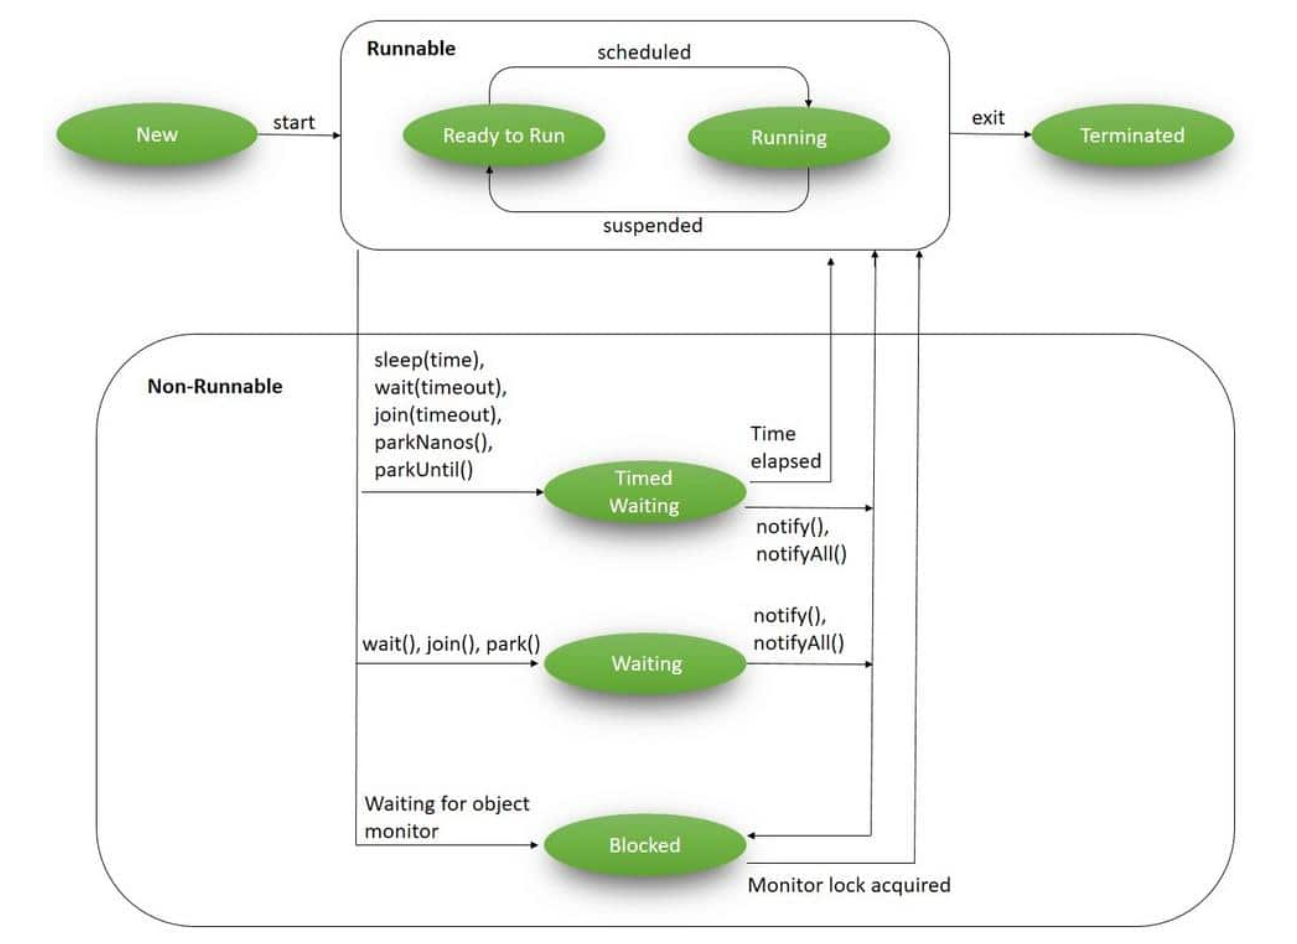 Runnable
scheduled
New
start
Ready to Run
Running
exit
Terminated
suspended
Non-Runnable
sleep(time),
wait(timeout),
join(timeout),
parkNanos(),
parkUntil()
Timed
Waiting
Time
elapsed
notify(),
notifyAll()
wait(), join(), park()
Waiting
notify(),
notifyAll()
Waiting for object
monitor
Blocked
Monitor lock acquired